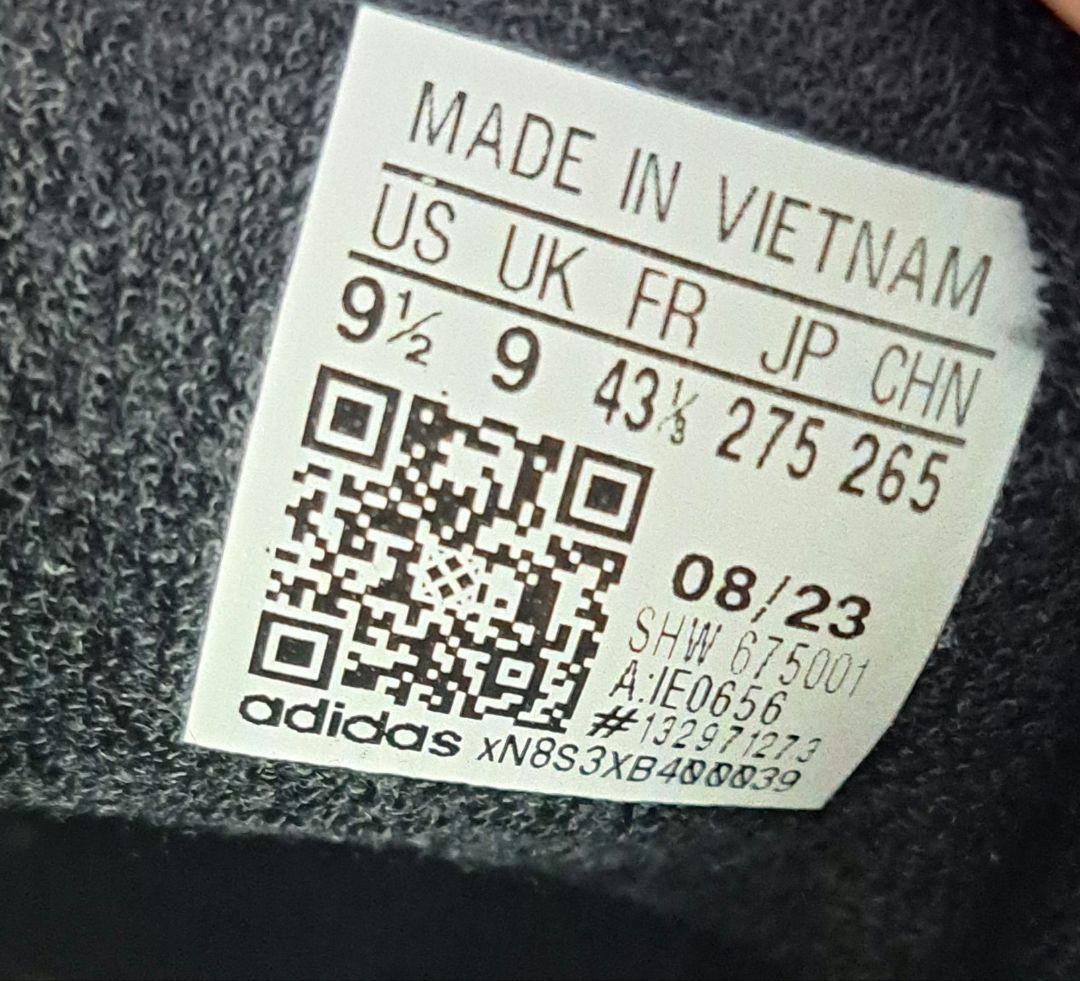 MADE IN VIETNAM
US UK FR JP CHN
9½ 9 43⅓ 275 265
08/23
SHW 675001
A:IE0656
#132971273
adidas xN8S3XB400039